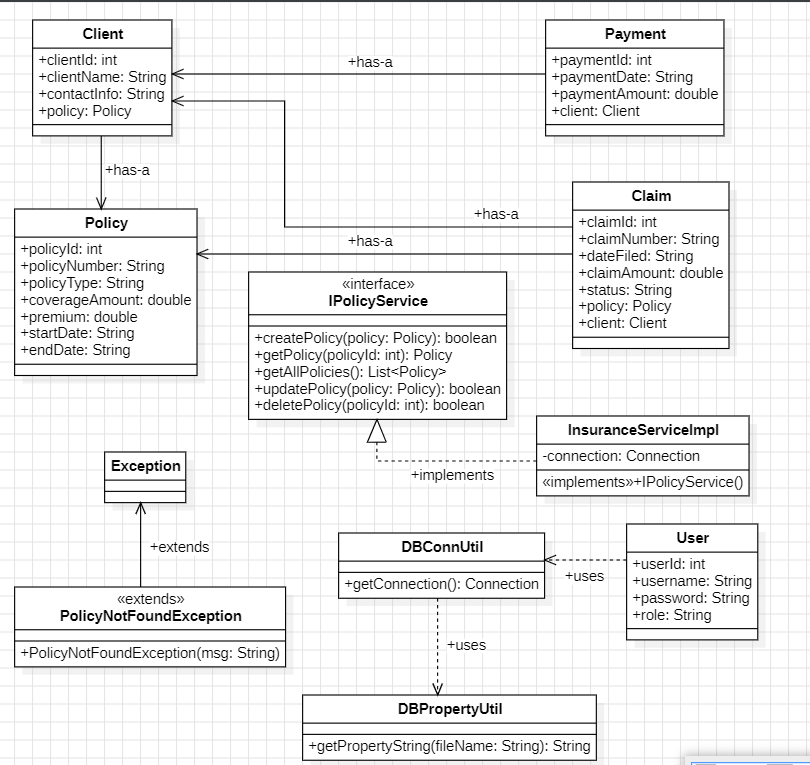 Client
+clientId: int
+clientName: String
+contactInfo: String
+policy: Policy
+has-a
Payment
+paymentId: int
+paymentDate: String
+paymentAmount: double
+client: Client
+has-a
Policy
+policyId: int
+policyNumber: String
+policyType: String
+coverageAmount: double
+premium: double
+startDate: String
+endDate: String
+has-a
+has-a
Claim
+claimId: int
+claimNumber: String
+dateFiled: String
+claimAmount: double
+status: String
+policy: Policy
+client: Client
«interface»
IPolicyService
+createPolicy(policy: Policy): boolean
+getPolicy(policyId: int): Policy
+getAllPolicies(): List<Policy>
+updatePolicy(policy: Policy): boolean
+deletePolicy(policyId: int): boolean
InsuranceServiceImpl
-connection: Connection
«implements»+IPolicyService()
+implements
Exception
+extends
«extends»
PolicyNotFoundException
+PolicyNotFoundException(msg: String)
DBConnUtil
+getConnection(): Connection
+uses
User
+userId: int
+username: String
+password: String
+role: String
+uses
DBPropertyUtil
+getPropertyString(fileName: String): String